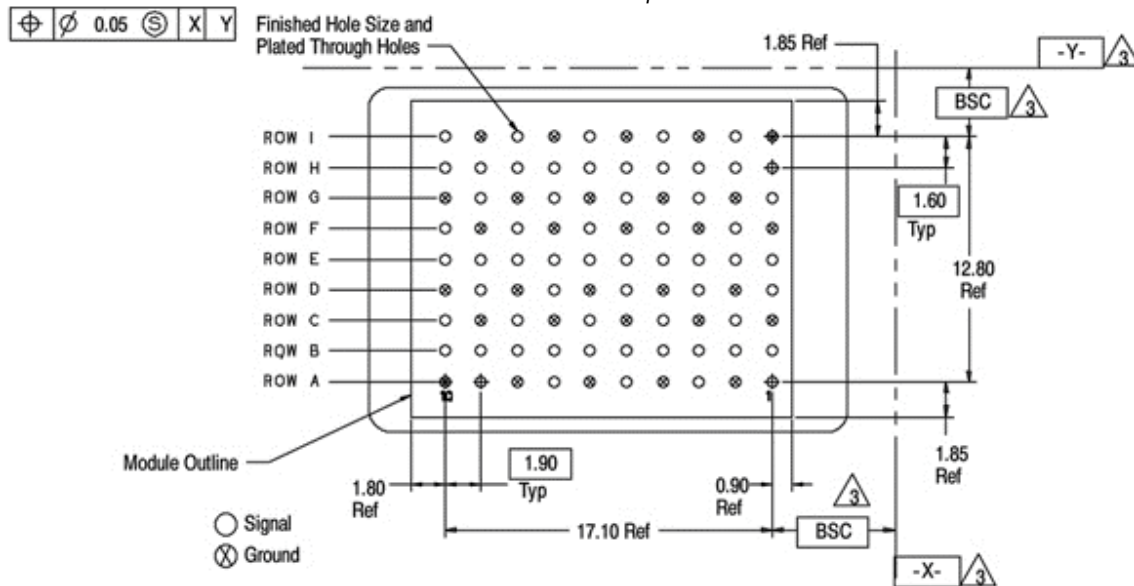 ⌖ ⌀ 0.05 Ⓢ X Y
Finished Hole Size and
Plated Through Holes
1.85 Ref
-Y-
3
BSC
3
ROW I
ROW H
ROW G
ROW F
ROW E
ROW D
ROW C
ROW B
ROW A
1.60
Typ
12.80
Ref
10
1
Module Outline
1.80
Ref
1.90
Typ
0.90
Ref
3
1.85
Ref
17.10 Ref
BSC
Signal
Ground
-X-
3